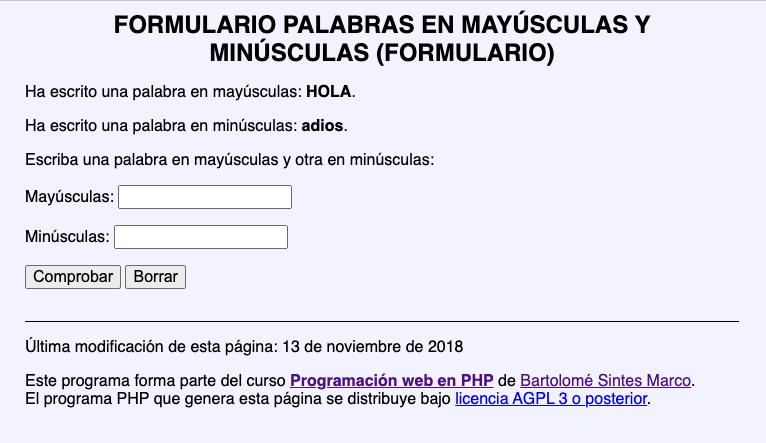 FORMULARIO PALABRAS EN MAYÚSCULAS Y
MINÚSCULAS (FORMULARIO)
Ha escrito una palabra en mayúsculas: HOLA.
Ha escrito una palabra en minúsculas: adios.
Escriba una palabra en mayúsculas y otra en minúsculas:
Mayúsculas:
Minúsculas:
Comprobar Borrar
Última modificación de esta página: 13 de noviembre de 2018
Este programa forma parte del curso Programación web en PHP de Bartolomé Sintes Marco.
El programa PHP que genera esta página se distribuye bajo licencia AGPL 3 o posterior.